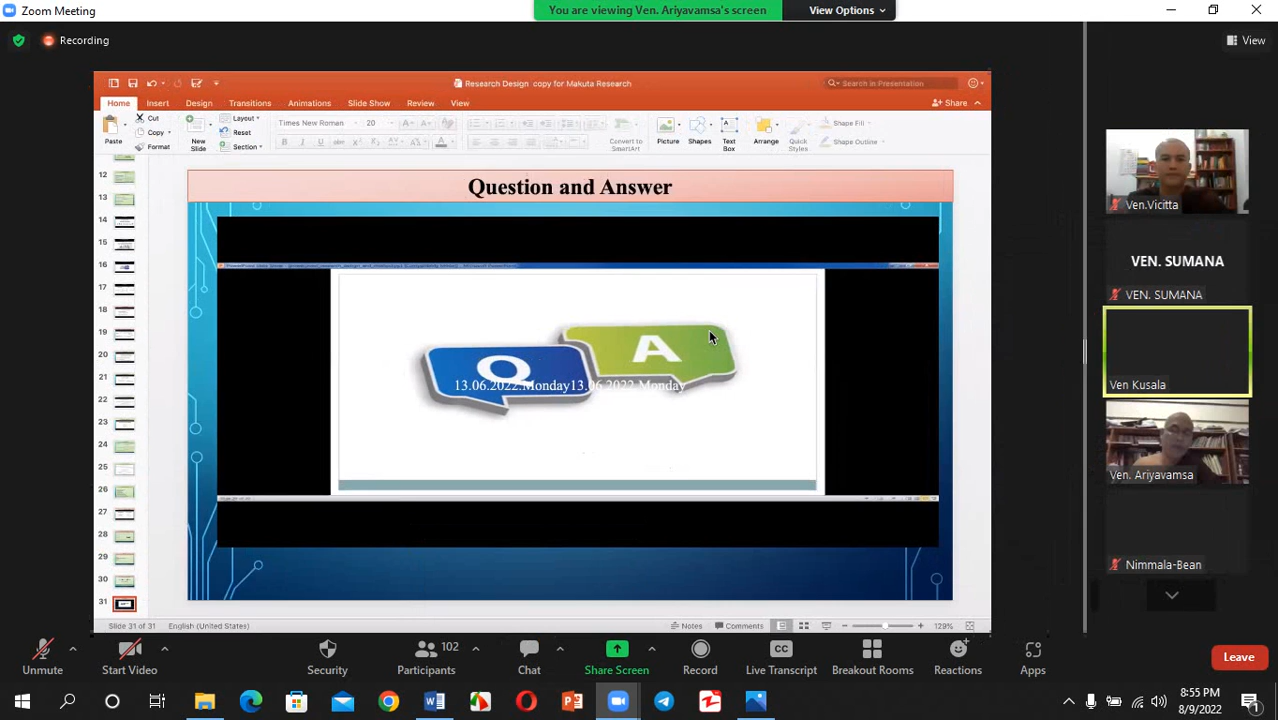 Zoom Meeting
You are viewing Ven. Ariyavamsa's screen
View Options
Recording
View
Research Design copy for Makuta Research
Search in Presentation
Home
Insert
Design
Transitions
Animations
Slide Show
Review
View
Share
Paste
Cut
Copy
Format
New Slide
Layout
Reset
Section
Times New Roman
20
Convert to SmartArt
Picture
Shapes
Text Box
Arrange
Quick Styles
Shape Fill
Shape Outline
12
13
14
15
16
17
18
19
20
21
22
23
24
25
26
27
28
29
30
31
Question and Answer
Q
A
13.06.2022.Monday13.06.2022.Monday
Slide 31 of 31
English (United States)
Notes
Comments
129%
Ven.Vicitta
VEN. SUMANA
VEN. SUMANA
Ven Kusala
Ven. Ariyavamsa
Nimmala-Bean
Unmute
Start Video
Security
102
Participants
Chat
Share Screen
Record
CC
Live Transcript
Breakout Rooms
Reactions
Apps
Leave
8:55 PM
8/9/2022